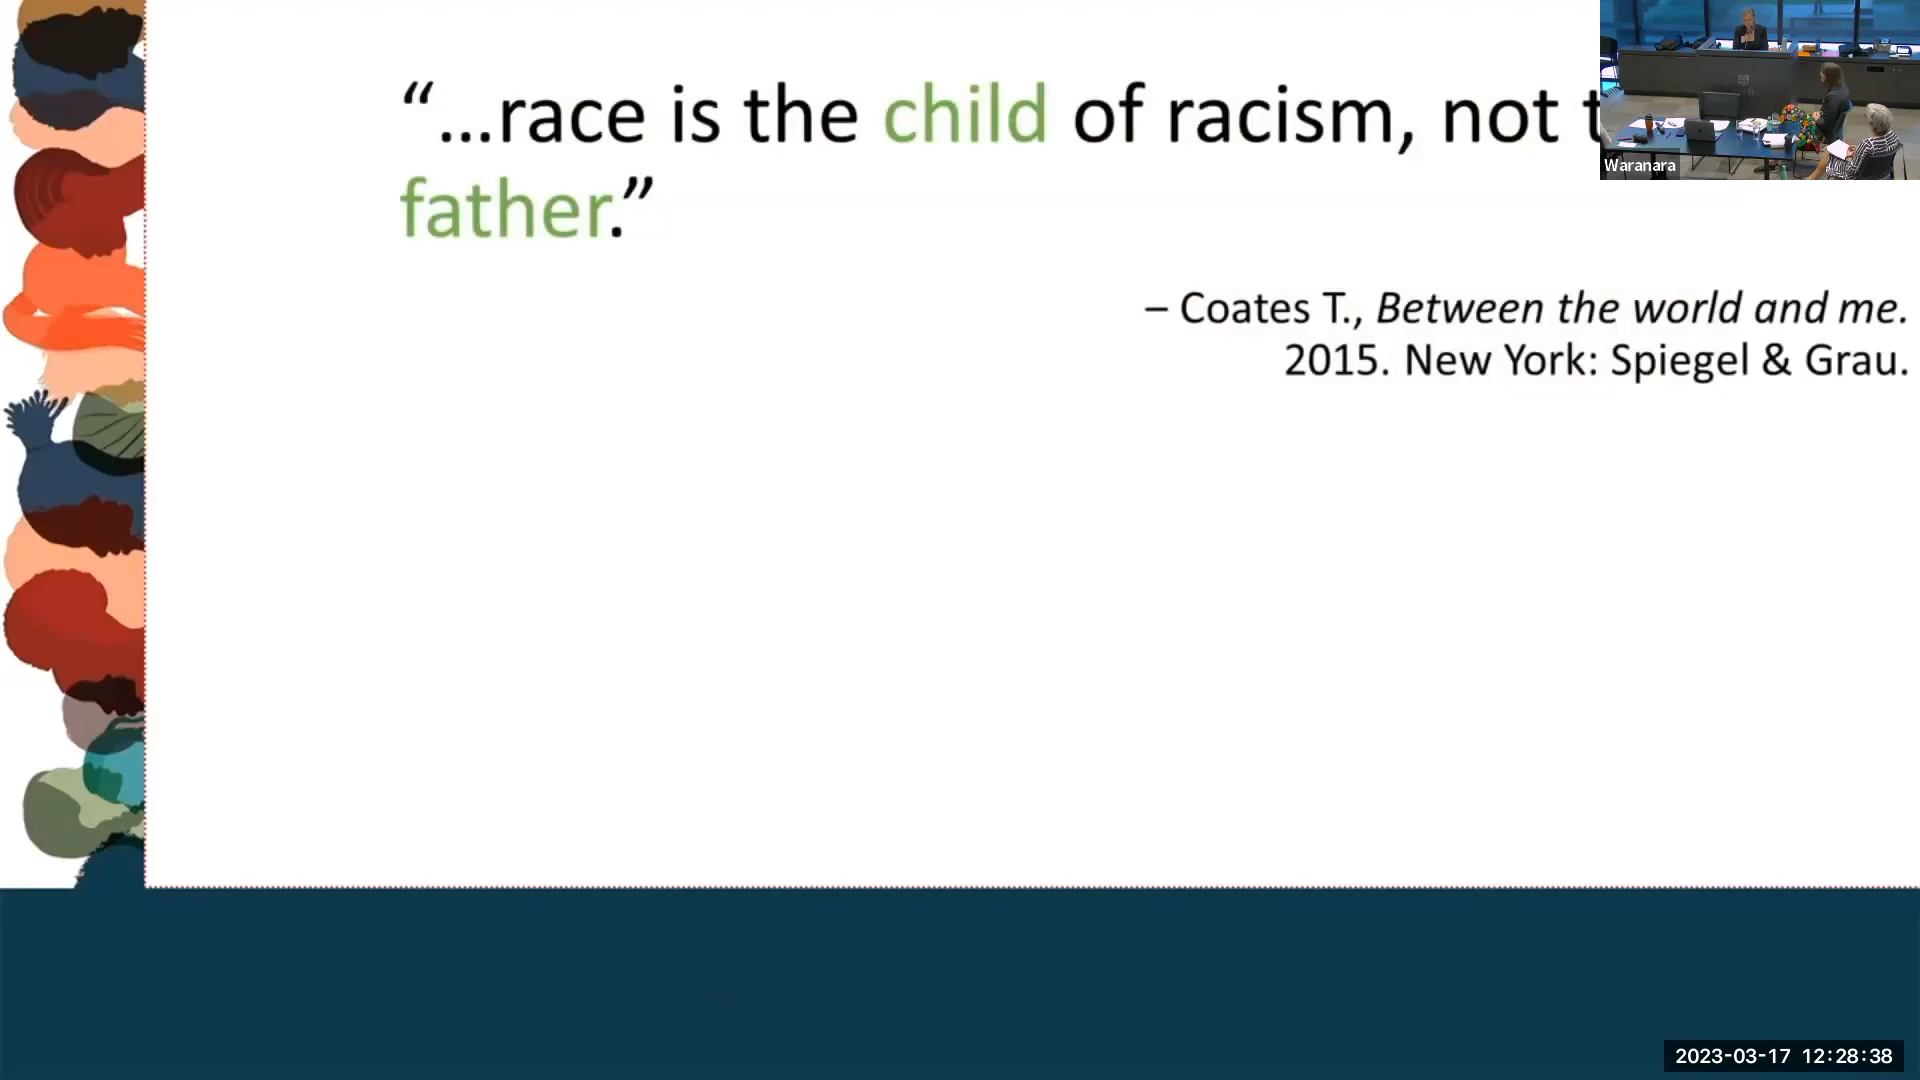 “...race is the child of racism, not t
father.”
– Coates T., Between the world and me.
2015. New York: Spiegel & Grau.
Waranara
2023-03-17 12:28:38